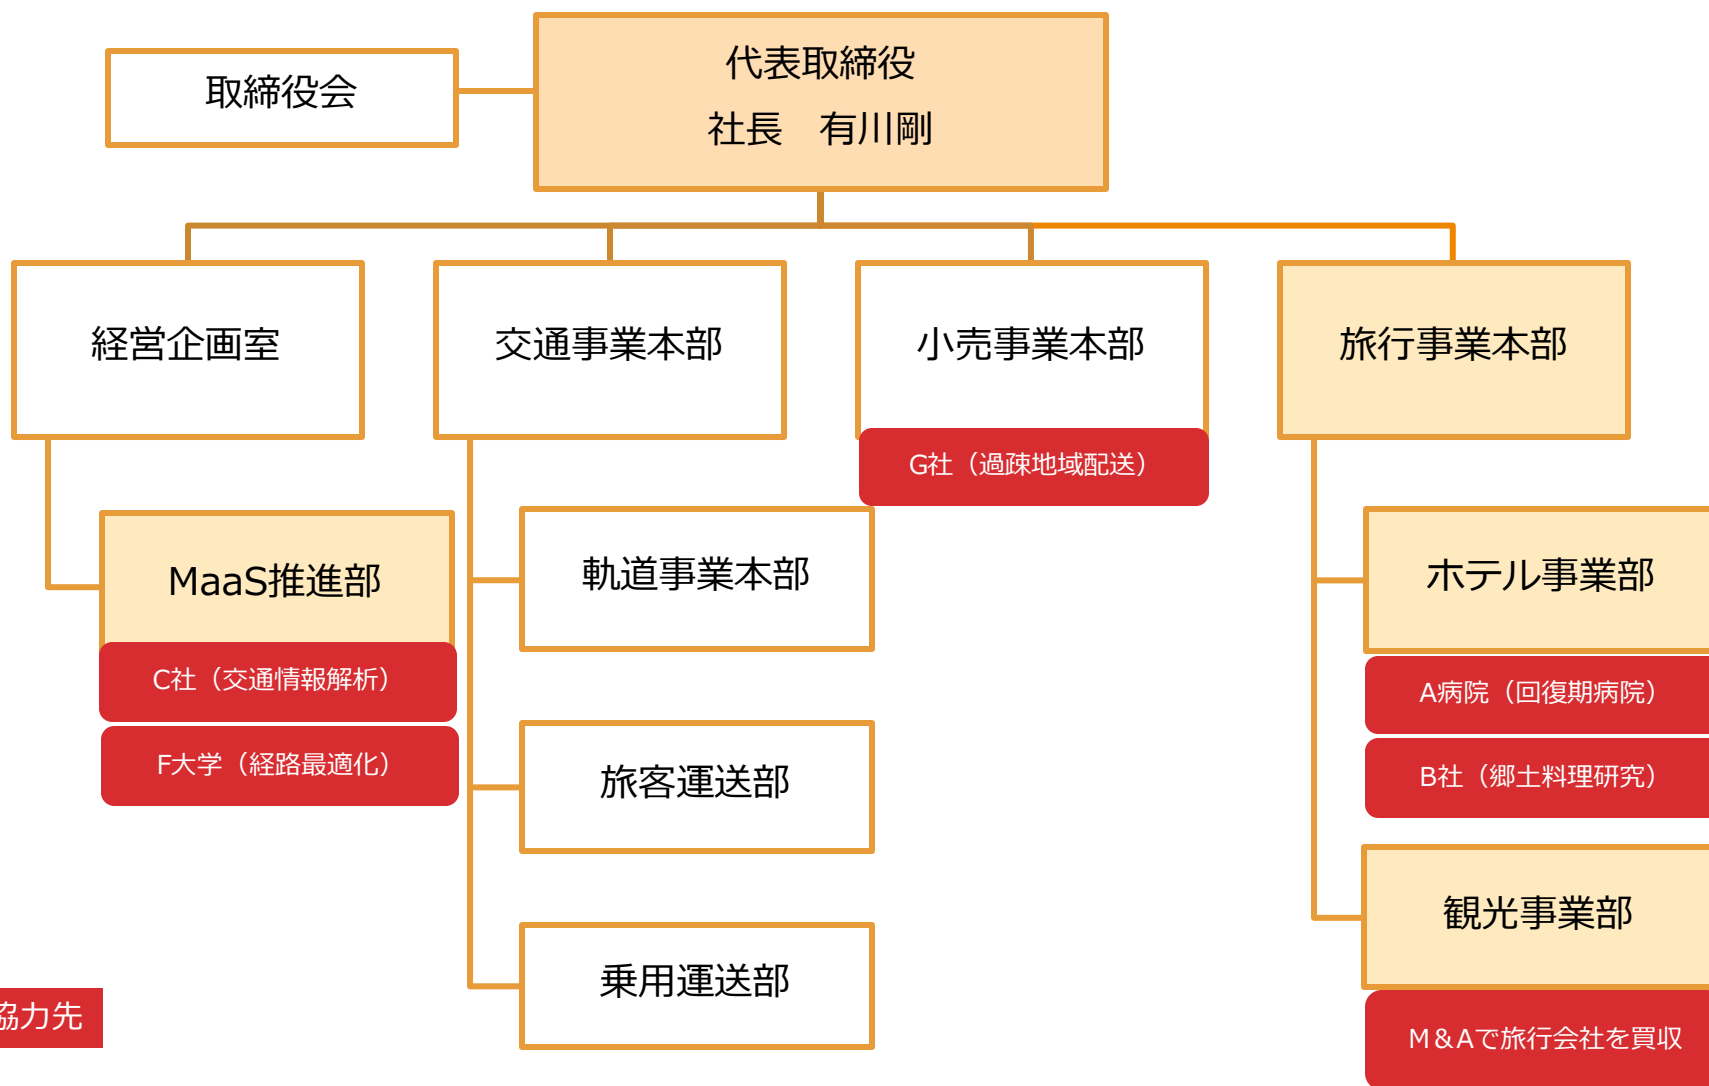 代表取締役
社長　有川剛
取締役会
経営企画室
交通事業本部
小売事業本部
旅行事業本部
G社（過疎地域配送）
MaaS推進部
C社（交通情報解析）
F大学（経路最適化）
軌道事業本部
旅客運送部
乗用運送部
ホテル事業部
A病院（回復期病院）
B社（郷土料理研究）
観光事業部
M＆Aで旅行会社を買収
協力先